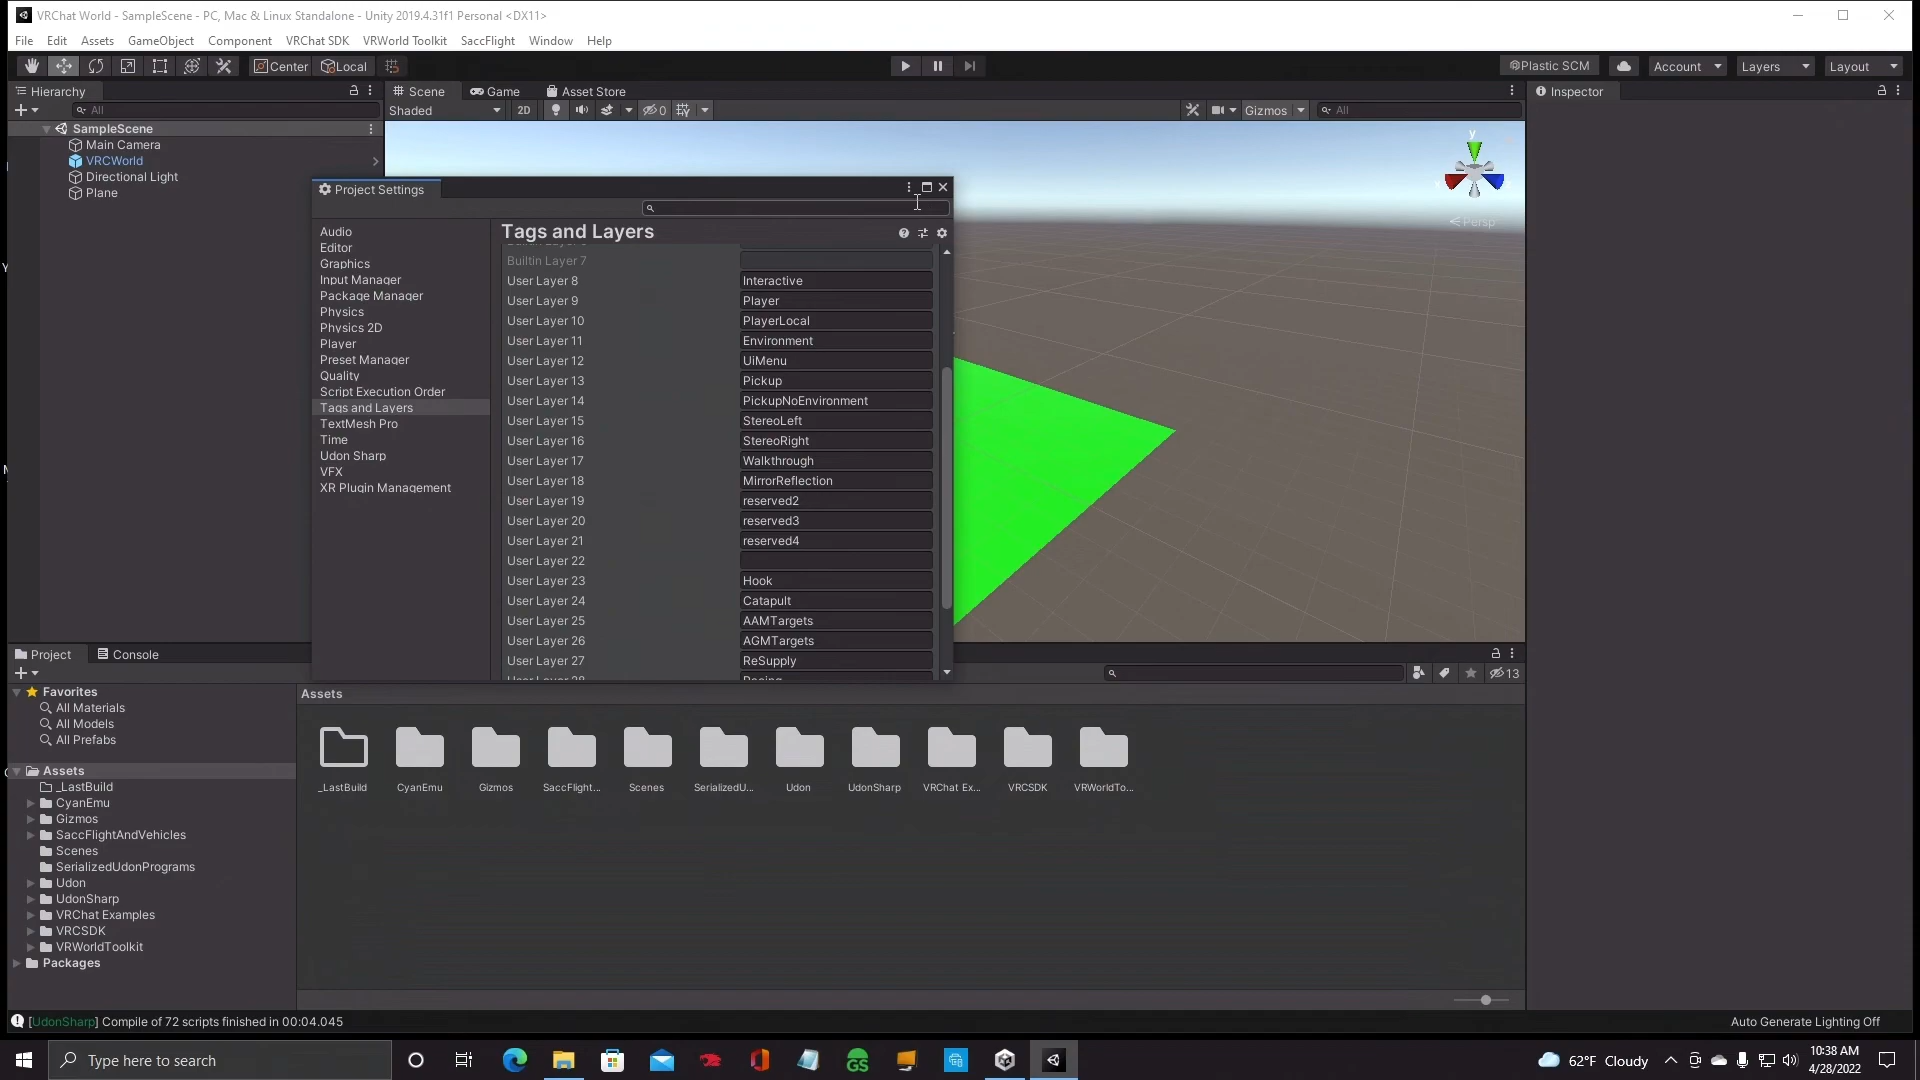 VRChat World - SampleScene - PC, Mac & Linux Standalone - Unity 2019.4.31f1 Personal <DX11>
File Edit Assets GameObject Component VRChat SDK VRWorld Toolkit SaccFlight Window Help
Center Local Plastic SCM Account Layers Layout
Hierarchy Scene Game Asset Store Inspector
All Shaded 2D 0 Gizmos All
SampleScene
Main Camera
VRCWorld
Directional Light
Plane
y
Persp
Project Settings
Tags and Layers
Audio
Editor
Graphics
Input Manager
Package Manager
Physics
Physics 2D
Player
Preset Manager
Quality
Script Execution Order
Tags and Layers
TextMesh Pro
Time
Udon Sharp
VFX
XR Plugin Management
Builtin Layer 7
User Layer 8 Interactive
User Layer 9 Player
User Layer 10 PlayerLocal
User Layer 11 Environment
User Layer 12 UiMenu
User Layer 13 Pickup
User Layer 14 PickupNoEnvironment
User Layer 15 StereoLeft
User Layer 16 StereoRight
User Layer 17 Walkthrough
User Layer 18 MirrorReflection
User Layer 19 reserved2
User Layer 20 reserved3
User Layer 21 reserved4
User Layer 22
User Layer 23 Hook
User Layer 24 Catapult
User Layer 25 AAMTargets
User Layer 26 AGMTargets
User Layer 27 ReSupply
Project Console
13
Favorites
All Materials
All Models
All Prefabs
Assets
_LastBuild
CyanEmu
Gizmos
SaccFlightAndVehicles
Scenes
SerializedUdonPrograms
Udon
UdonSharp
VRChat Examples
VRCSDK
VRWorldToolkit
Packages
Assets
_LastBuild CyanEmu Gizmos SaccFlight... Scenes SerializedU... Udon UdonSharp VRChat Ex... VRCSDK VRWorldTo...
[UdonSharp] Compile of 72 scripts finished in 00:04.045
Auto Generate Lighting Off
Type here to search
GS
62°F Cloudy
10:38 AM
4/28/2022